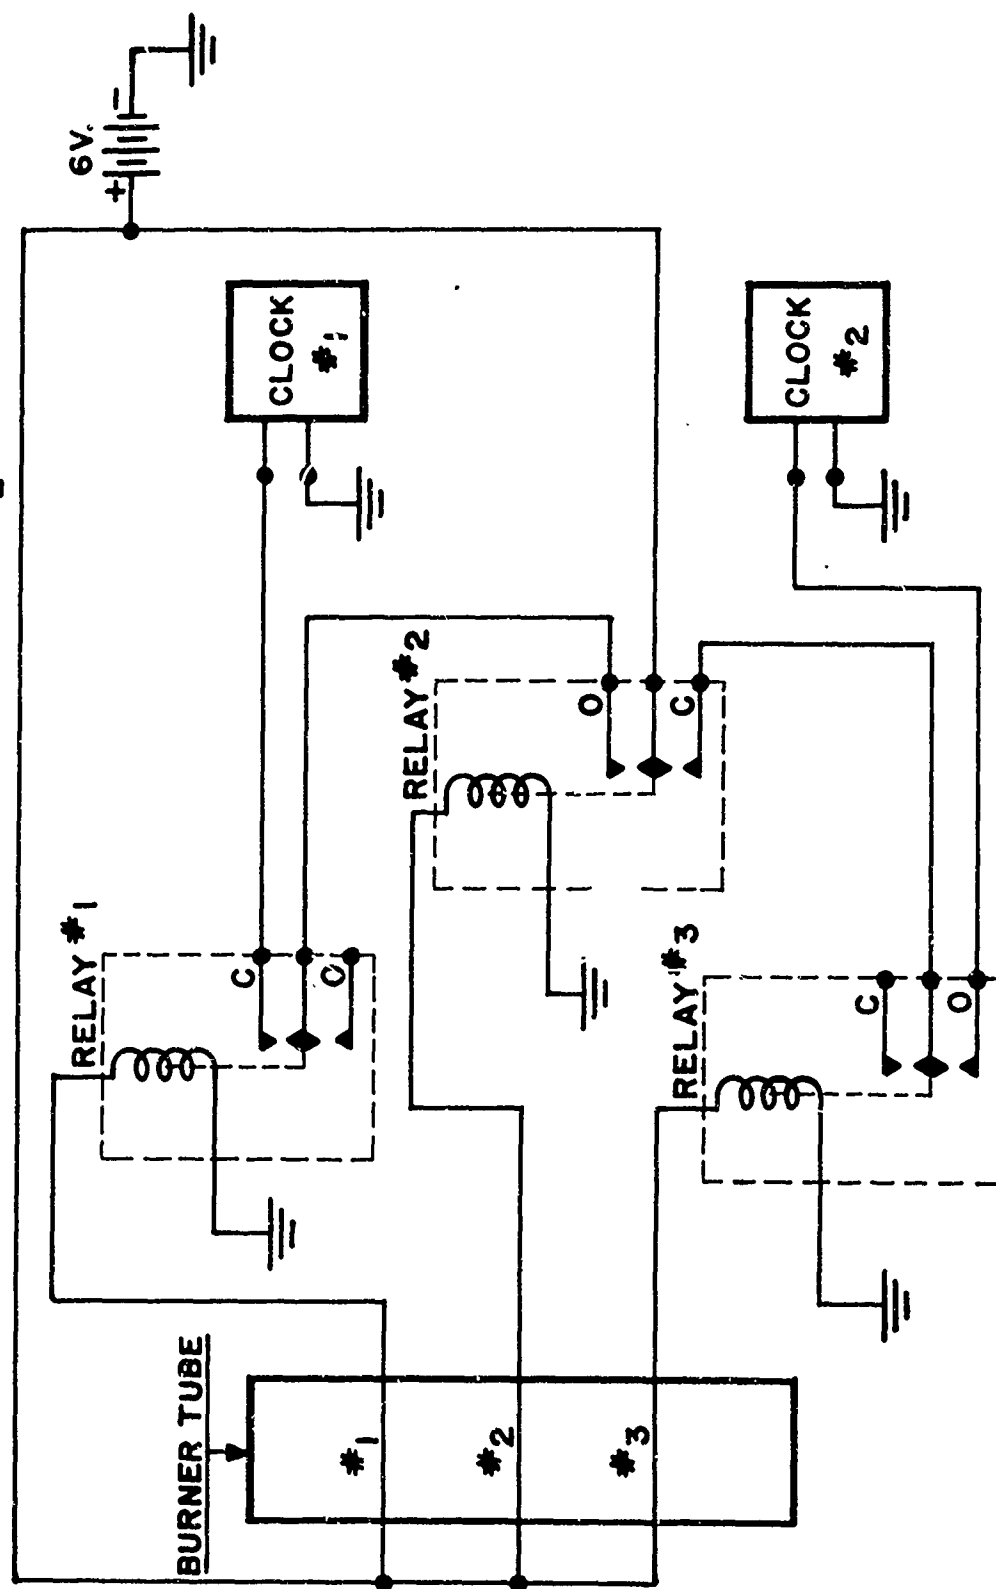 BURNER TUBE
#1
#2
#3
RELAY #1
C
O
RELAY #2
O
C
RELAY #3
C
O
CLOCK
#1
CLOCK
#2
6V.
+ −